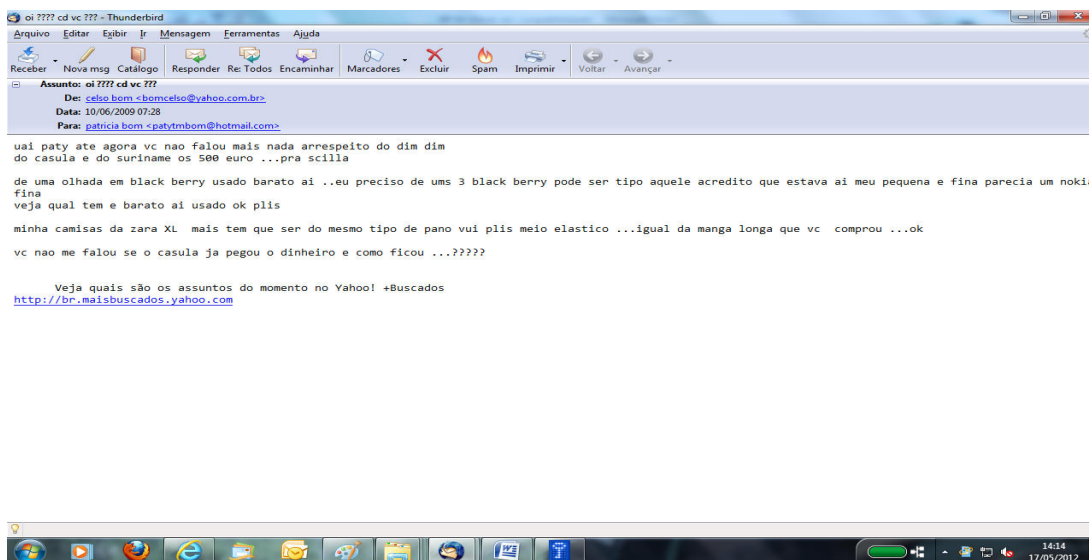 oi ???? cd vc ??? - Thunderbird
Arquivo Editar Exibir Ir Mensagem Ferramentas Ajuda
Receber Nova msg Catálogo Responder Re: Todos Encaminhar Marcadores Excluir Spam Imprimir Voltar Avançar
Assunto: oi ???? cd vc ???
De: celso bom <bomcelso@yahoo.com.br>
Data: 10/06/2009 07:28
Para: patricia bom <patytmbom@hotmail.com>
uai paty ate agora vc nao falou mais nada arrespeito do dim dim
do casula e do suriname os 500 euro ...pra scilla
de uma olhada em black berry usado barato ai ..eu preciso de ums 3 black berry pode ser tipo aquele acredito que estava ai meu pequena e fina parecia um nokia
fina
veja qual tem e barato ai usado ok plis
minha camisas da zara XL mais tem que ser do mesmo tipo de pano vui plis meio elastico ...igual da manga longa que vc comprou ...ok
vc nao me falou se o casula ja pegou o dinheiro e como ficou ...?????
Veja quais são os assuntos do momento no Yahoo! +Buscados
http://br.maisbuscados.yahoo.com
14:14
17/05/2012